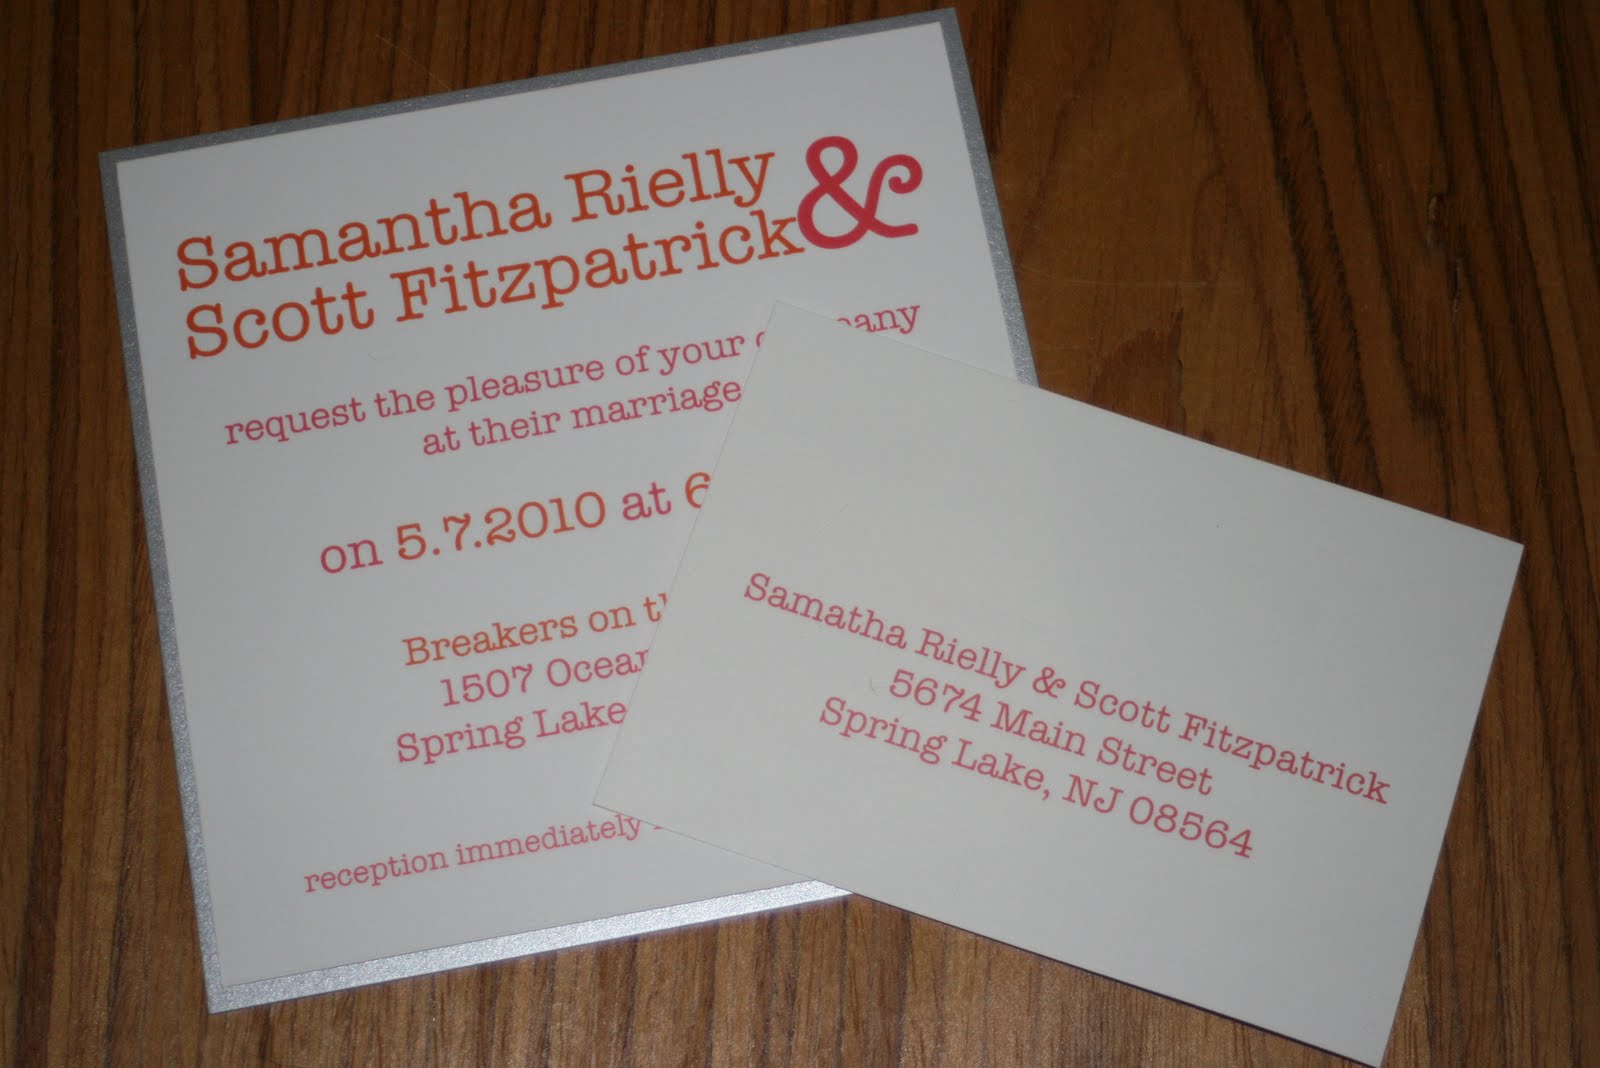 Samantha Rielly &
Scott Fitzpatrick
request the pleasure of your
at their marriage
on 5.7.2010 at
Breakers on
1507
Spring Lake
reception immediately
Samatha Rielly & Scott Fitzpatrick
5674 Main Street
Spring Lake, NJ 08564